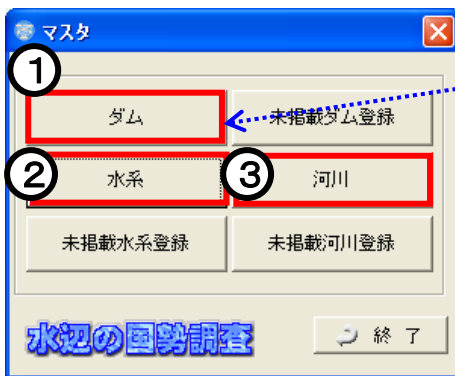 マスタ
①
ダム 未掲載ダム登録
② 水系 ③ 河川
未掲載水系登録 未掲載河川登録
水辺の国勢調査 終 了